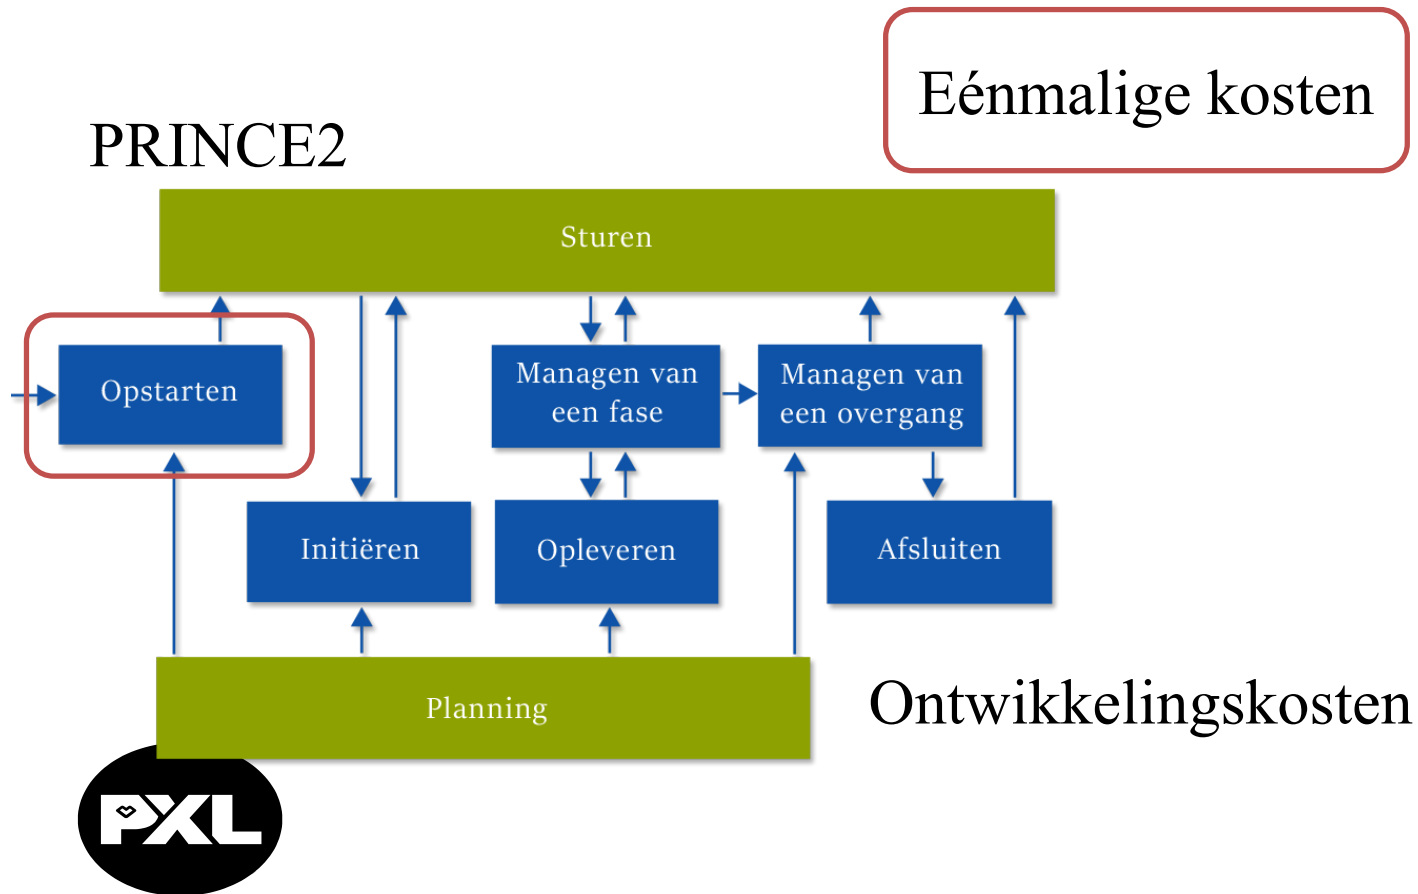 Eénmalige kosten
PRINCE2
Sturen
Opstarten
Managen van
een fase
Managen van
een overgang
Initiëren
Opleveren
Afsluiten
Planning
Ontwikkelingskosten
PXL